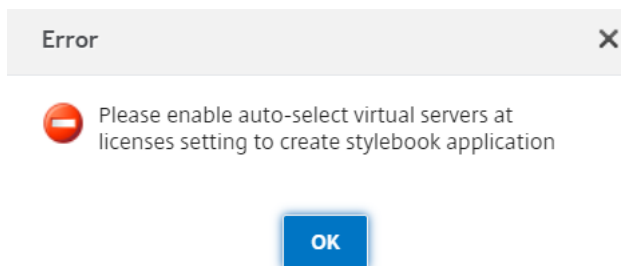 Error
Please enable auto-select virtual servers at
licenses setting to create stylebook application
OK